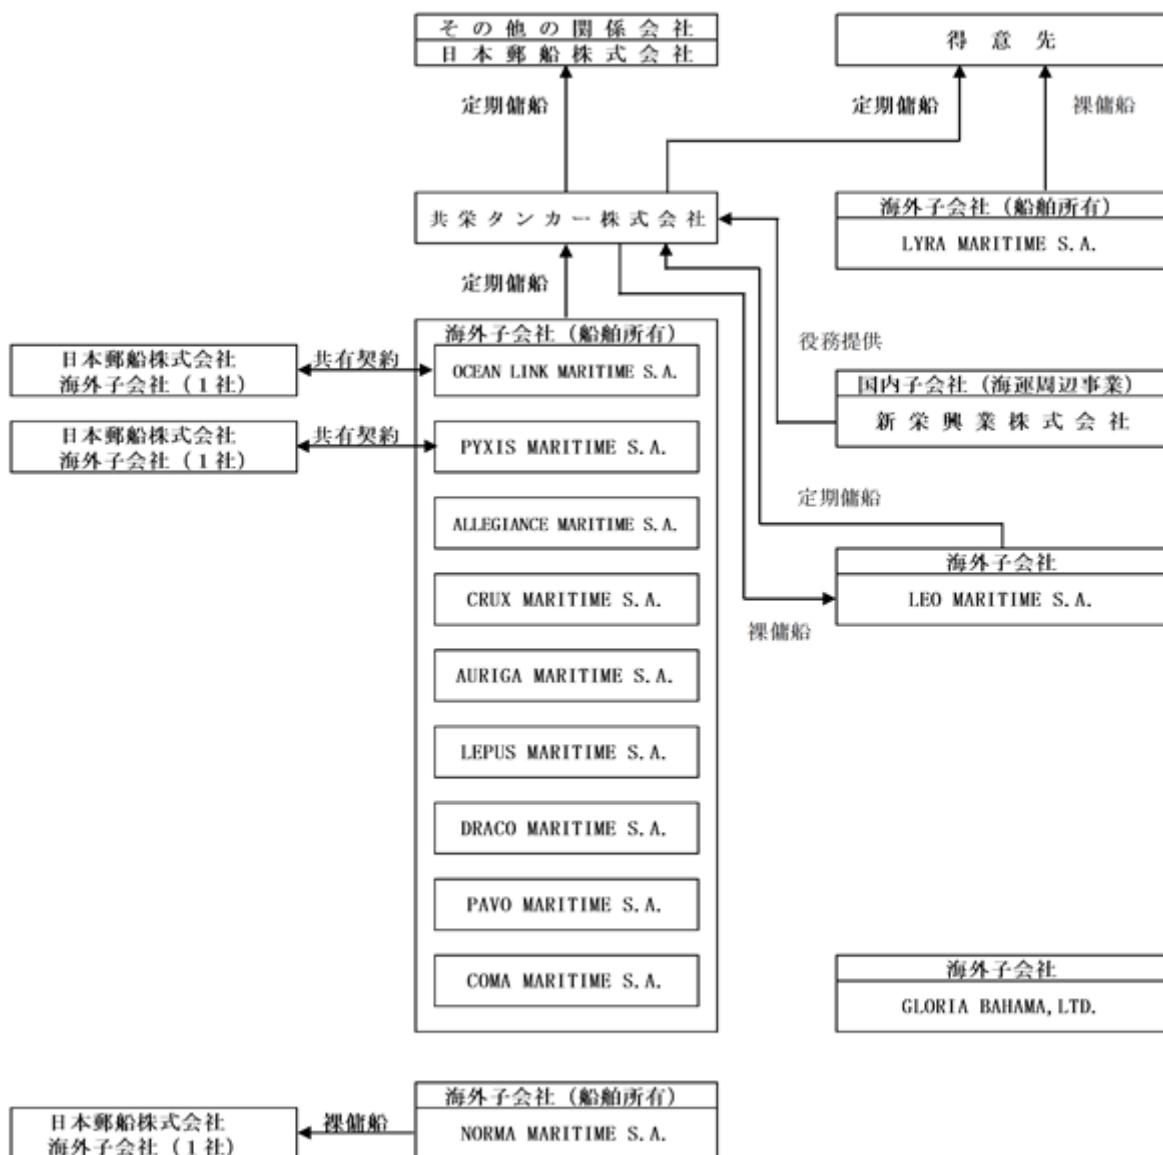 その他の関係会社
日本郵船株式会社
得意先
定期傭船
定期傭船
裸傭船
共栄タンカー株式会社
海外子会社（船舶所有）
LYRA MARITIME S.A.
定期傭船
役務提供
海外子会社（船舶所有）
日本郵船株式会社
海外子会社（１社）
共有契約
OCEAN LINK MARITIME S.A.
国内子会社（海運周辺事業）
新栄興業株式会社
日本郵船株式会社
海外子会社（１社）
共有契約
PYXIS MARITIME S.A.
定期傭船
ALLEGIANCE MARITIME S.A.
海外子会社
LEO MARITIME S.A.
CRUX MARITIME S.A.
裸傭船
AURIGA MARITIME S.A.
LEPUS MARITIME S.A.
DRACO MARITIME S.A.
PAVO MARITIME S.A.
COMA MARITIME S.A.
海外子会社
GLORIA BAHAMA,LTD.
海外子会社（船舶所有）
NORMA MARITIME S.A.
裸傭船
日本郵船株式会社
海外子会社（１社）